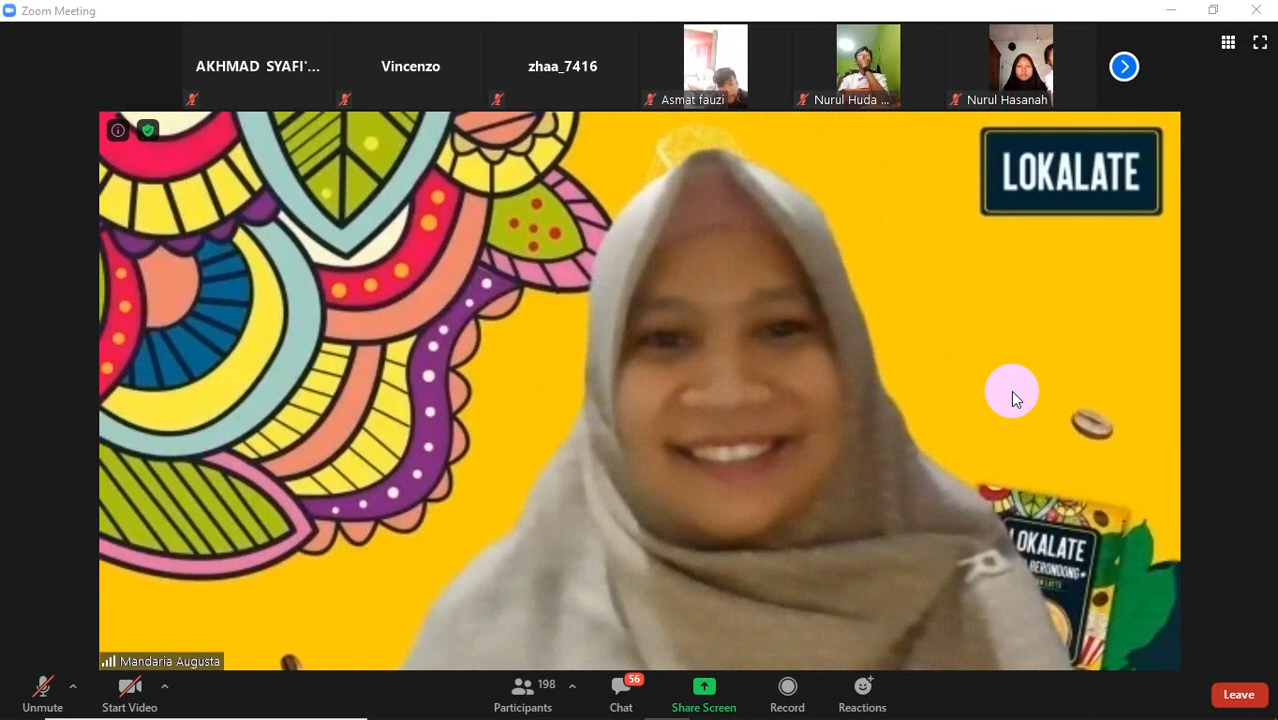 Zoom Meeting
AKHMAD SYAFI'...
Vincenzo
zhaa_7416
Asmat fauzi
Nurul Huda ...
Nurul Hasanah
LOKALATE
LOKALATE
BERONDONG
R
Mandaria Augusta
Unmute
Start Video
198
Participants
56
Chat
Share Screen
Record
Reactions
Leave